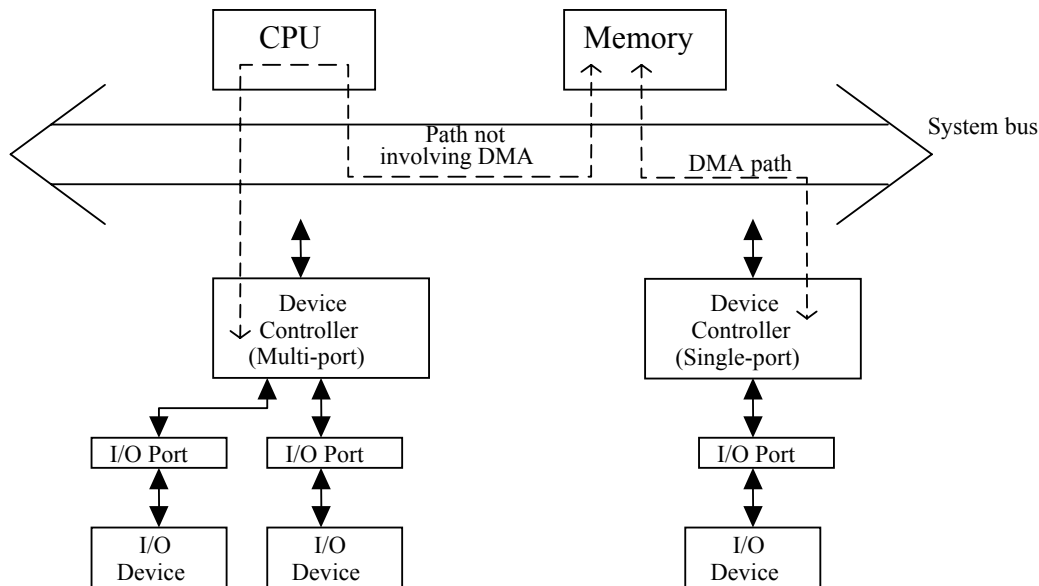 CPU
Memory
System bus
Path not
involving DMA
DMA path
Device
Controller
(Multi-port)
Device
Controller
(Single-port)
I/O Port
I/O Port
I/O Port
I/O
Device
I/O
Device
I/O
Device